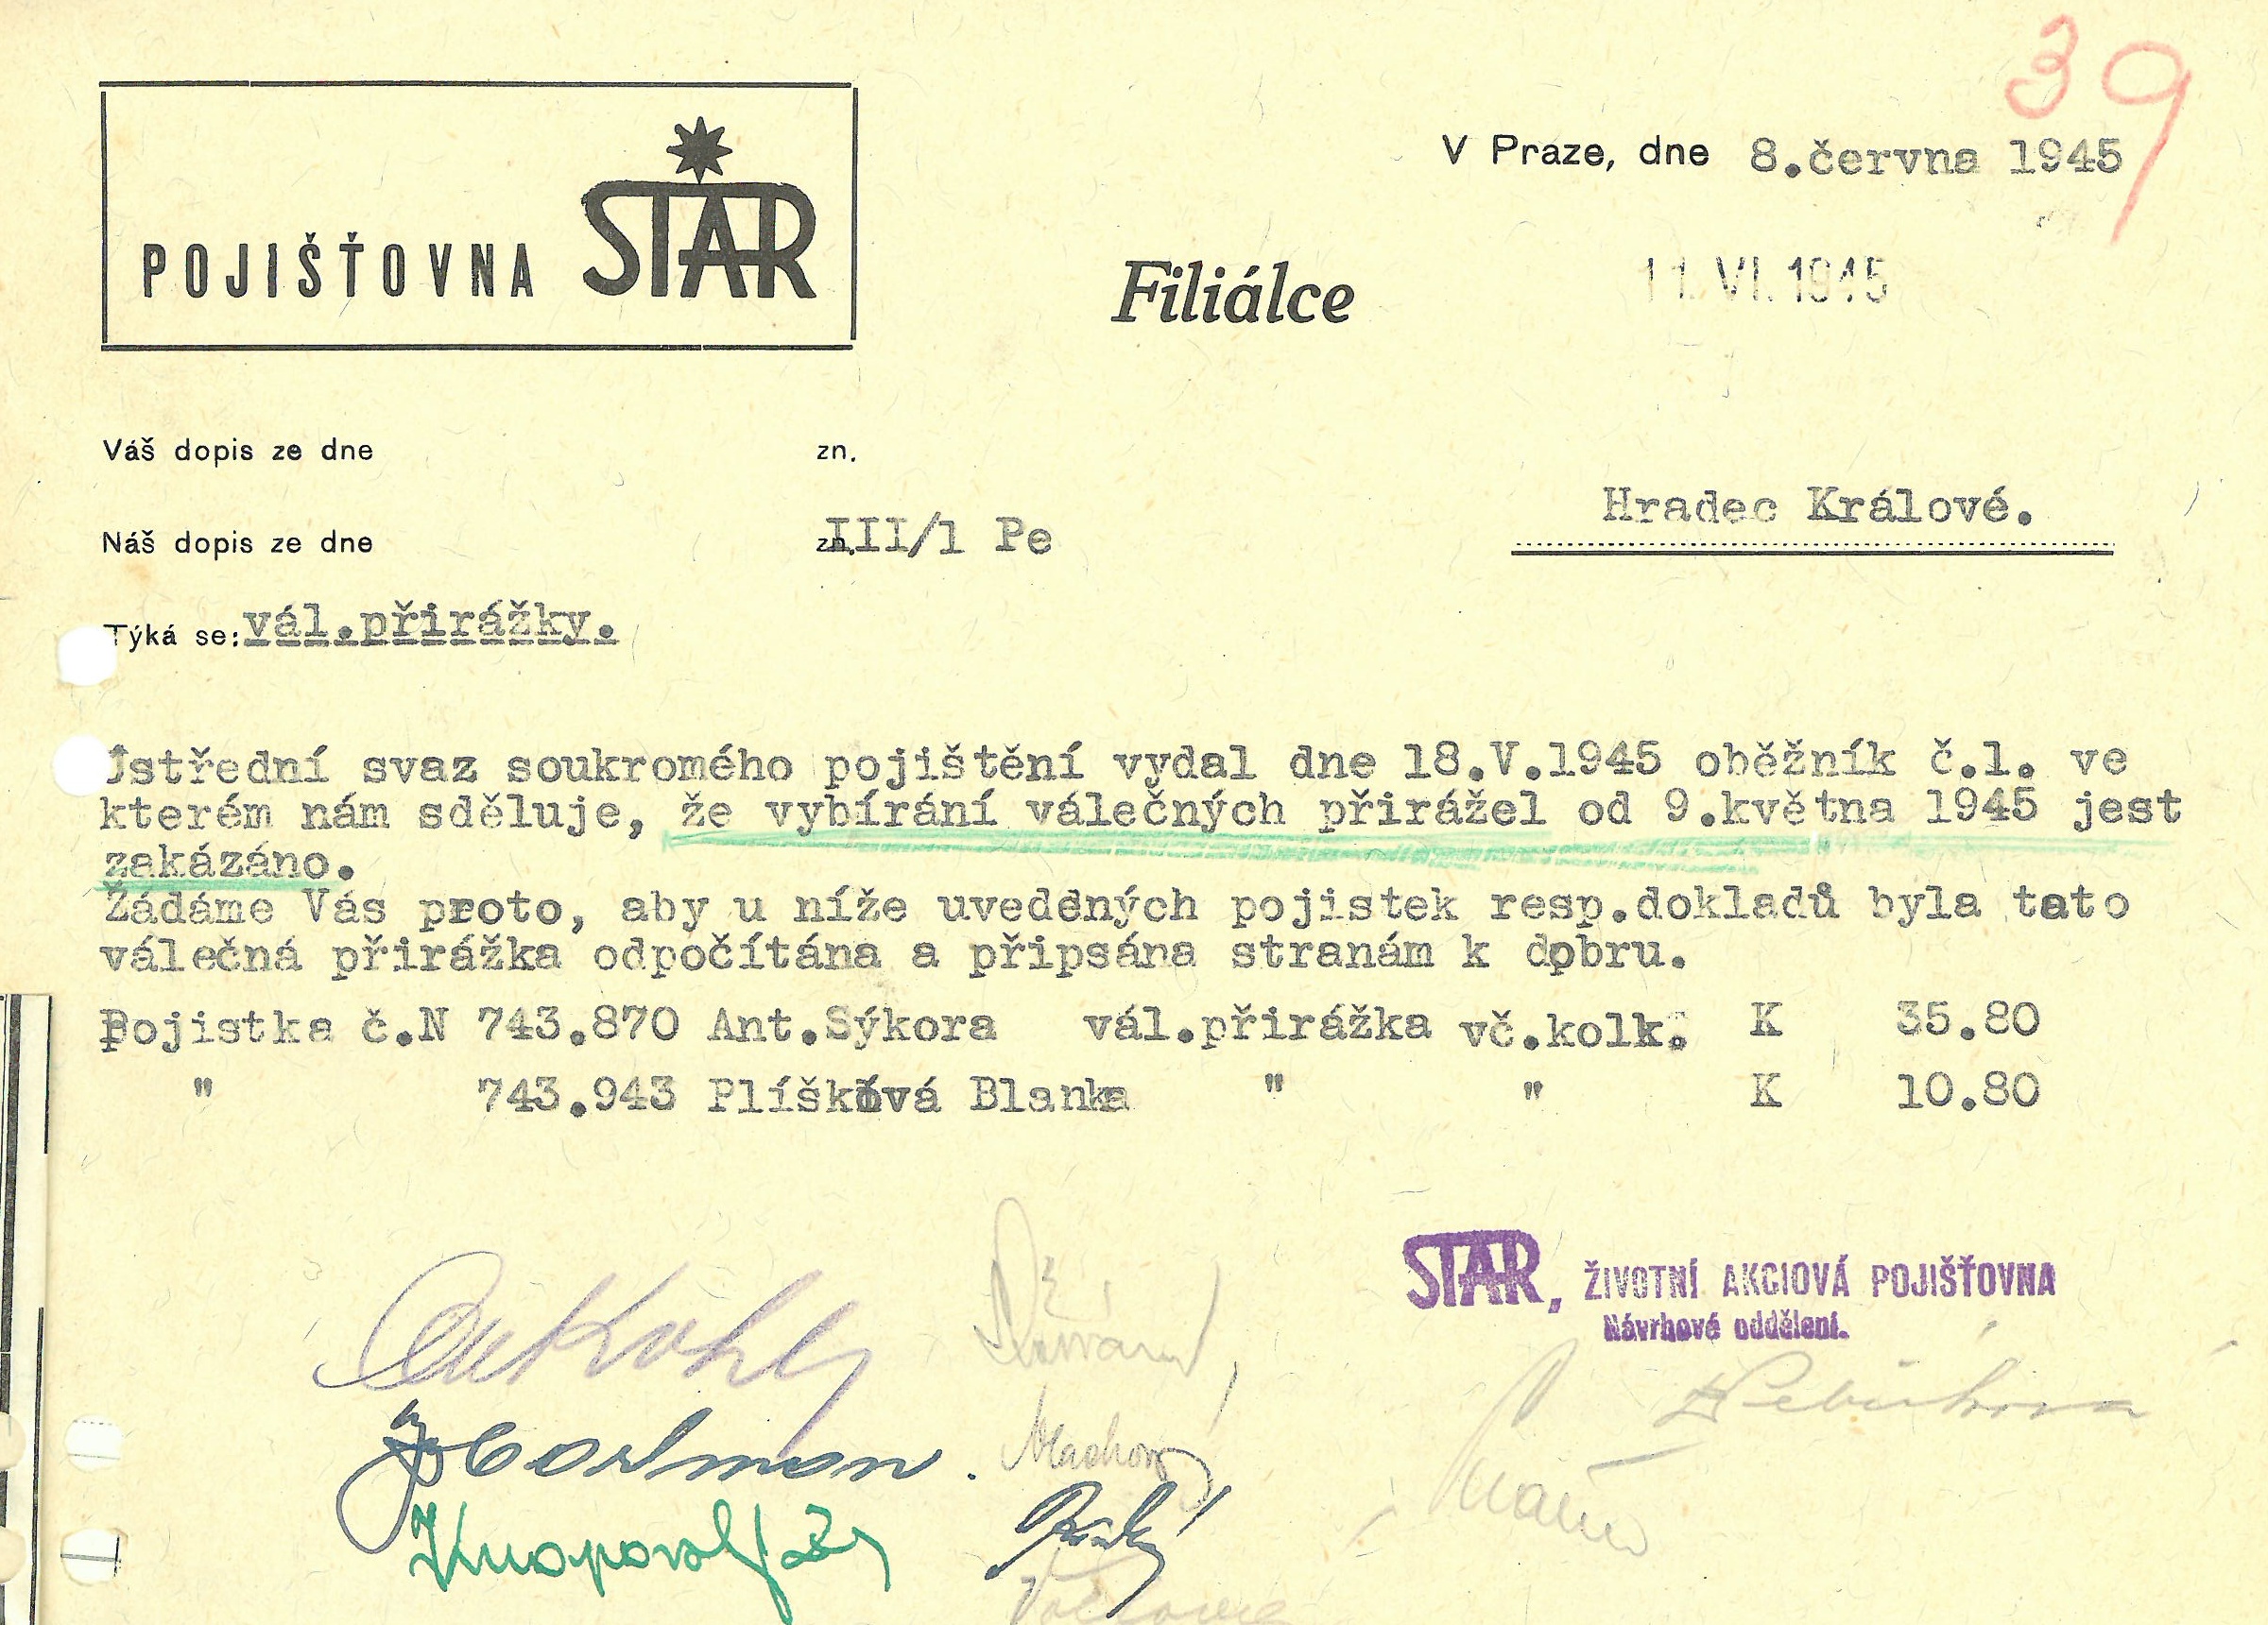 39
POJIŠŤOVNA STAR
V Praze, dne 8.června 1945
Filiálce
11.VI.1945
Váš dopis ze dne zn.
Hradec Králové.
Náš dopis ze dne zn. III/1 Pe
Týká se: vál.přirážky.
Ústřední svaz soukromého pojištění vydal dne 18.V.1945 oběžník č.1. ve
kterém nám sděluje, že vybírání válečných přirážel od 9.května 1945 jest
zakázáno.
Žádáme Vás proto, aby u níže uvedených pojistek resp.dokladů byla tato
válečná přirážka odpočítána a připsána stranám k dobru.
Pojistka č.N 743.870 Ant.Sýkora vál.přirážka vč.kolk. K 35.80
" 743.943 Plíšková Blanka " " K 10.80
STAR, ŽIVOTNÍ AKCIOVÁ POJIŠŤOVNA
Návrhové oddělení.